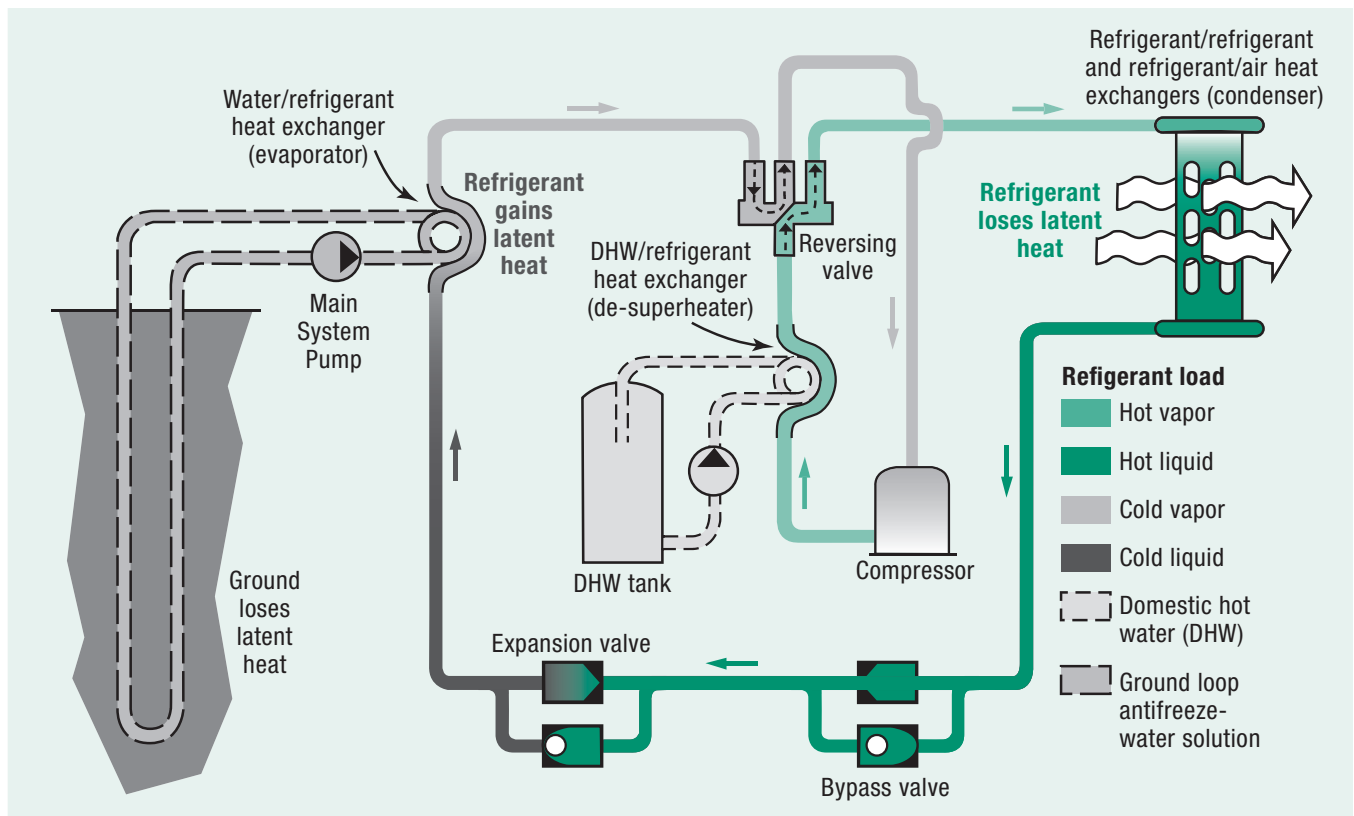 Refrigerant/refrigerant
and refrigerant/air heat
exchangers (condenser)
Water/refrigerant
heat exchanger
(evaporator)
Refrigerant
gains
latent
heat
Refrigerant
loses latent
heat
Reversing
valve
DHW/refrigerant
heat exchanger
(de-superheater)
Main
System
Pump
Refigerant load
Hot vapor
Hot liquid
Cold vapor
Cold liquid
Domestic hot
water (DHW)
Ground loop
antifreeze-
water solution
Ground
loses
latent
heat
DHW tank
Compressor
Expansion valve
Bypass valve